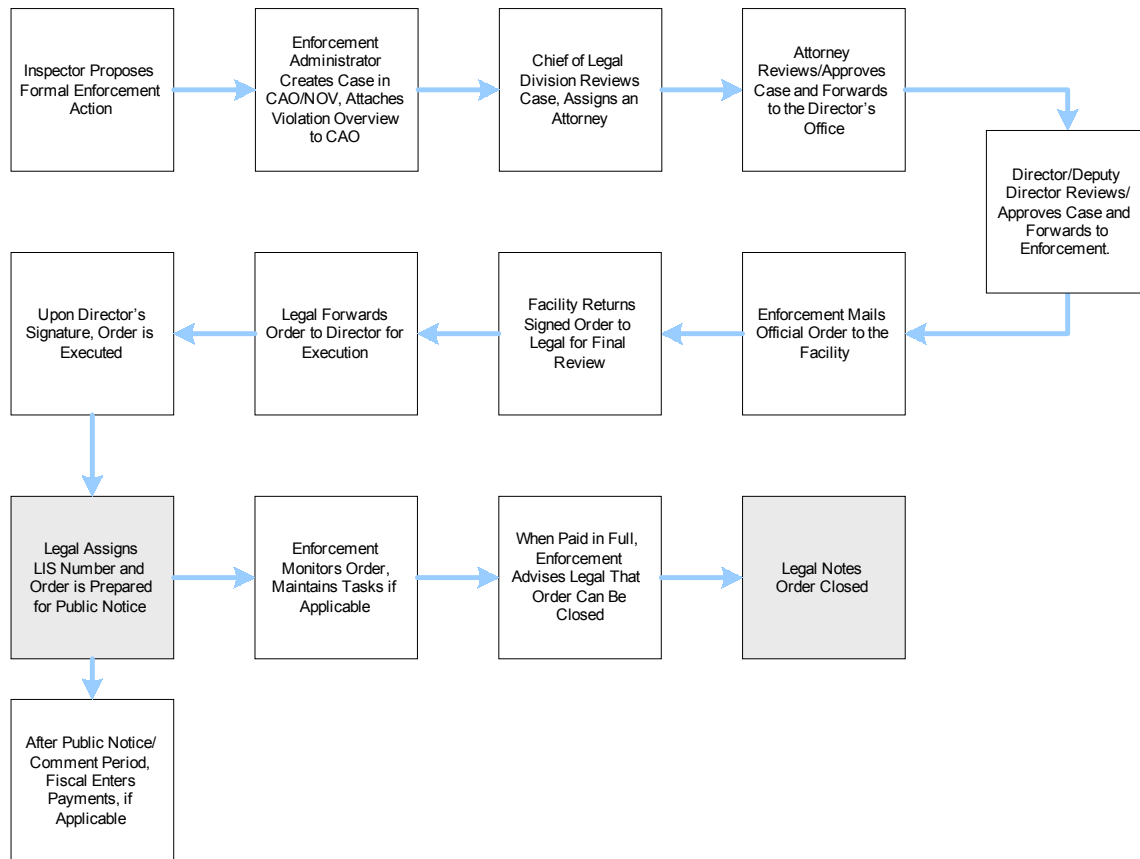 Inspector Proposes
Formal Enforcement
Action
Enforcement
Administrator
Creates Case in
CAO/NOV, Attaches
Violation Overview
to CAO
Chief of Legal
Division Reviews
Case, Assigns an
Attorney
Attorney
Reviews/Approves
Case and Forwards
to the Director’s
Office
Director/Deputy
Director Reviews/
Approves Case and
Forwards to
Enforcement.
Enforcement Mails
Official Order to the
Facility
Facility Returns
Signed Order to
Legal for Final
Review
Legal Forwards
Order to Director for
Execution
Upon Director’s
Signature, Order is
Executed
Legal Assigns
LIS Number and
Order is Prepared
for Public Notice
Enforcement
Monitors Order,
Maintains Tasks if
Applicable
When Paid in Full,
Enforcement
Advises Legal That
Order Can Be
Closed
Legal Notes
Order Closed
After Public Notice/
Comment Period,
Fiscal Enters
Payments, if
Applicable